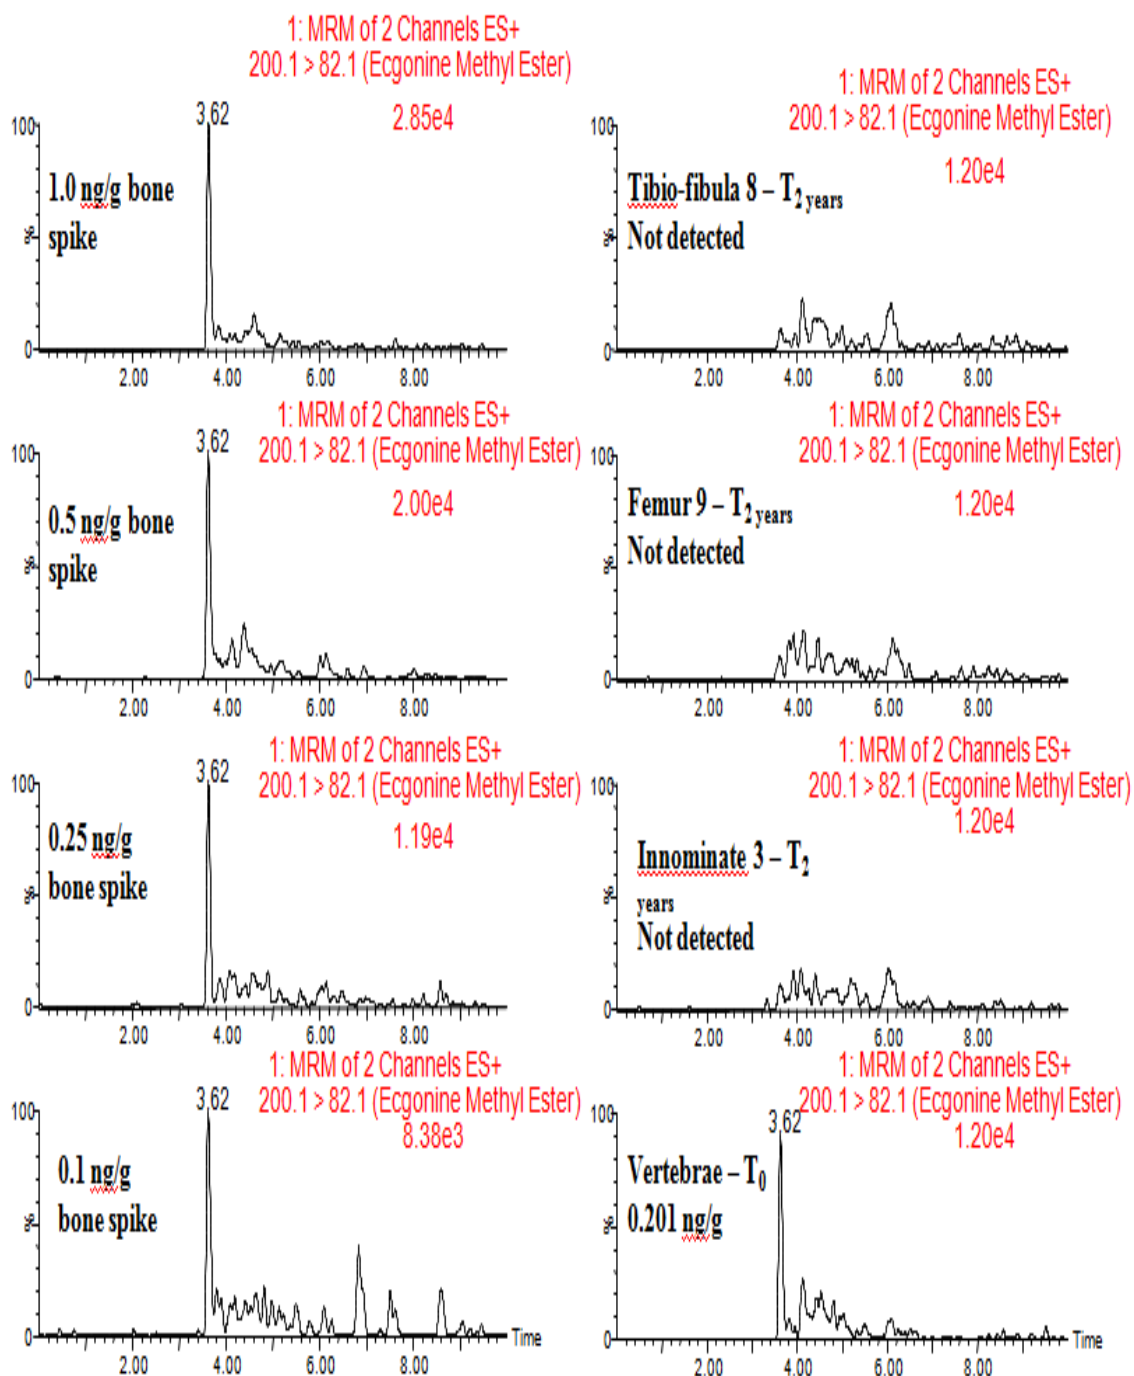 1: MRM of 2 Channels ES+
200.1 > 82.1 (Ecgonine Methyl Ester)
2.85e4
3.62
100
1.0 ng/g bone
spike
%
0
2.00 4.00 6.00 8.00
1: MRM of 2 Channels ES+
200.1 > 82.1 (Ecgonine Methyl Ester)
1.20e4
100
Tibio-fibula 8 – T2 years
Not detected
%
0
2.00 4.00 6.00 8.00
1: MRM of 2 Channels ES+
200.1 > 82.1 (Ecgonine Methyl Ester)
2.00e4
3.62
100
0.5 ng/g bone
spike
%
0
2.00 4.00 6.00 8.00
1: MRM of 2 Channels ES+
200.1 > 82.1 (Ecgonine Methyl Ester)
1.20e4
100
Femur 9 – T2 years
Not detected
%
0
2.00 4.00 6.00 8.00
1: MRM of 2 Channels ES+
200.1 > 82.1 (Ecgonine Methyl Ester)
1.19e4
3.62
100
0.25 ng/g
bone spike
%
0
2.00 4.00 6.00 8.00
1: MRM of 2 Channels ES+
200.1 > 82.1 (Ecgonine Methyl Ester)
1.20e4
100
Innominate 3 – T2
years
Not detected
%
0
2.00 4.00 6.00 8.00
1: MRM of 2 Channels ES+
200.1 > 82.1 (Ecgonine Methyl Ester)
8.38e3
3.62
100
0.1 ng/g
bone spike
%
0
Time
2.00 4.00 6.00 8.00
1: MRM of 2 Channels ES+
200.1 > 82.1 (Ecgonine Methyl Ester)
1.20e4
3.62
100
Vertebrae – T0
0.201 ng/g
%
0
Time
2.00 4.00 6.00 8.00